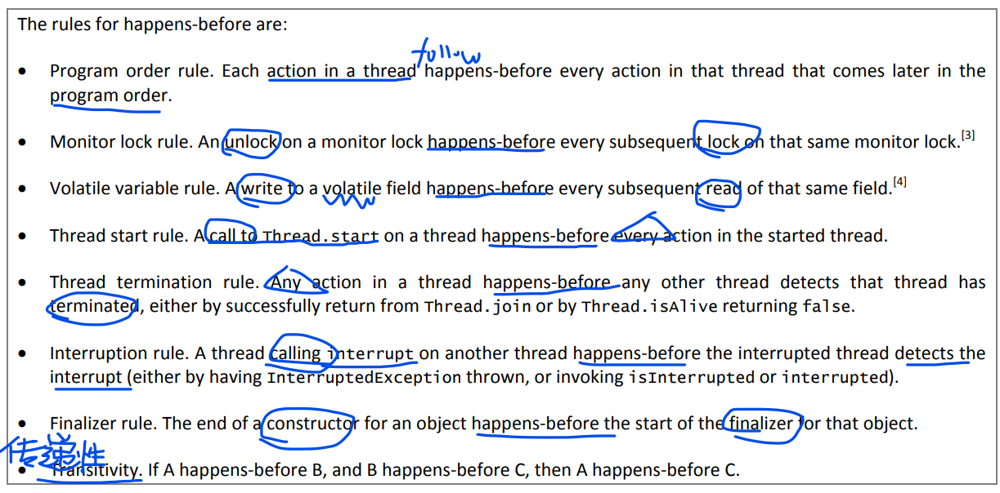 The rules for happens-before are:
follow
• Program order rule. Each action in a thread happens-before every action in that thread that comes later in the
program order.
• Monitor lock rule. An unlock on a monitor lock happens-before every subsequent lock on that same monitor lock.[3]
• Volatile variable rule. A write to a volatile field happens-before every subsequent read of that same field.[4]
• Thread start rule. A call to Thread.start on a thread happens-before every action in the started thread.
• Thread termination rule. Any action in a thread happens-before any other thread detects that thread has
terminated, either by successfully return from Thread.join or by Thread.isAlive returning false.
• Interruption rule. A thread calling interrupt on another thread happens-before the interrupted thread detects the
interrupt (either by having InterruptedException thrown, or invoking isInterrupted or interrupted).
• Finalizer rule. The end of a constructor for an object happens-before the start of the finalizer for that object.
传递性
• Transitivity. If A happens-before B, and B happens-before C, then A happens-before C.